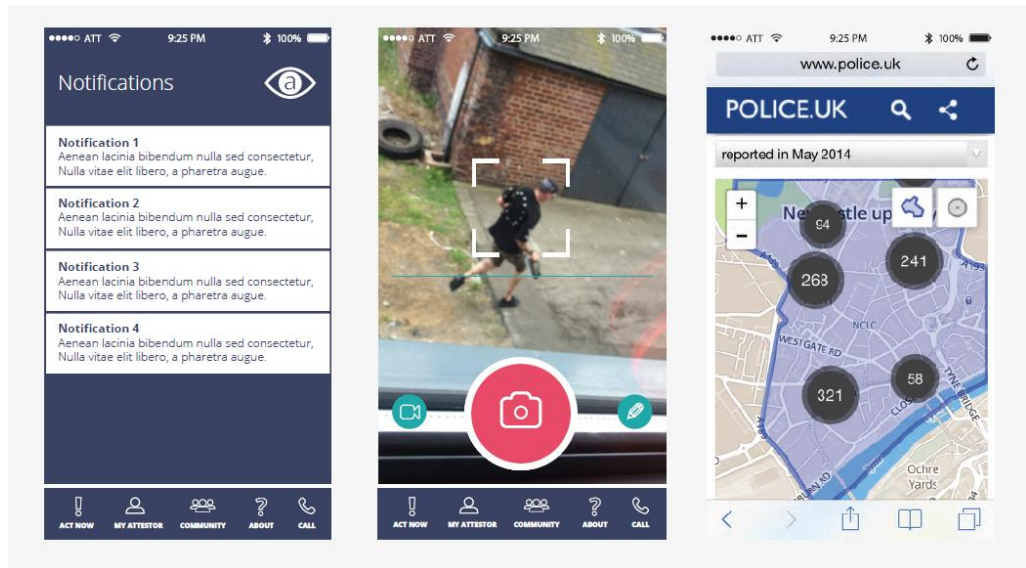 ATT 9:25 PM 100%
Notifications
a
Notification 1
Aenean lacinia bibendum nulla sed consectetur,
Nulla vitae elit libero, a pharetra augue.
Notification 2
Aenean lacinia bibendum nulla sed consectetur,
Nulla vitae elit libero, a pharetra augue.
Notification 3
Aenean lacinia bibendum nulla sed consectetur,
Nulla vitae elit libero, a pharetra augue.
Notification 4
Aenean lacinia bibendum nulla sed consectetur,
Nulla vitae elit libero, a pharetra augue.
ACT NOW MY ATTESTOR COMMUNITY ABOUT CALL
ATT 9:25 PM 100%
ACT NOW MY ATTESTOR COMMUNITY ABOUT CALL
ATT 9:25 PM 100%
www.police.uk
POLICE.UK
reported in May 2014
+
-
94
241
268
A193
NCLC
WESTGATE RD
321
58
TYNE BRIDGE
A189
Ochre
Yards